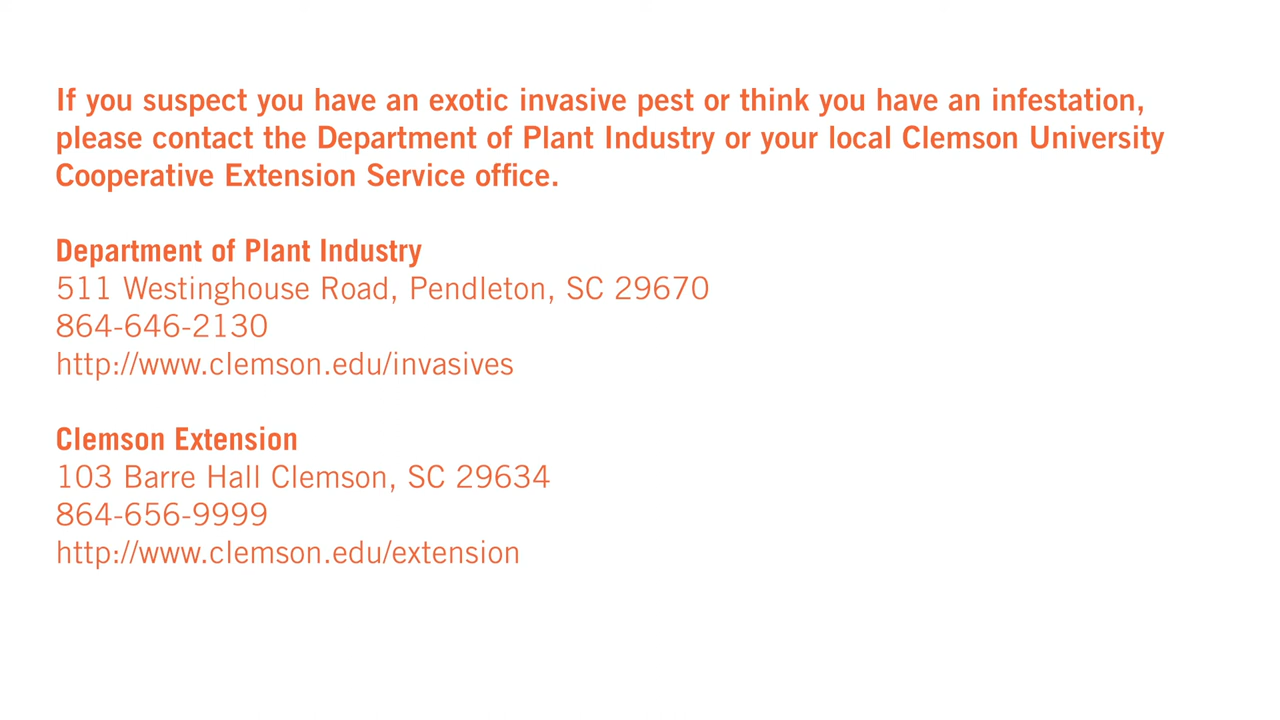 If you suspect you have an exotic invasive pest or think you have an infestation,
please contact the Department of Plant Industry or your local Clemson University
Cooperative Extension Service office.
Department of Plant Industry
511 Westinghouse Road, Pendleton, SC 29670
864-646-2130
http://www.clemson.edu/invasives
Clemson Extension
103 Barre Hall Clemson, SC 29634
864-656-9999
http://www.clemson.edu/extension